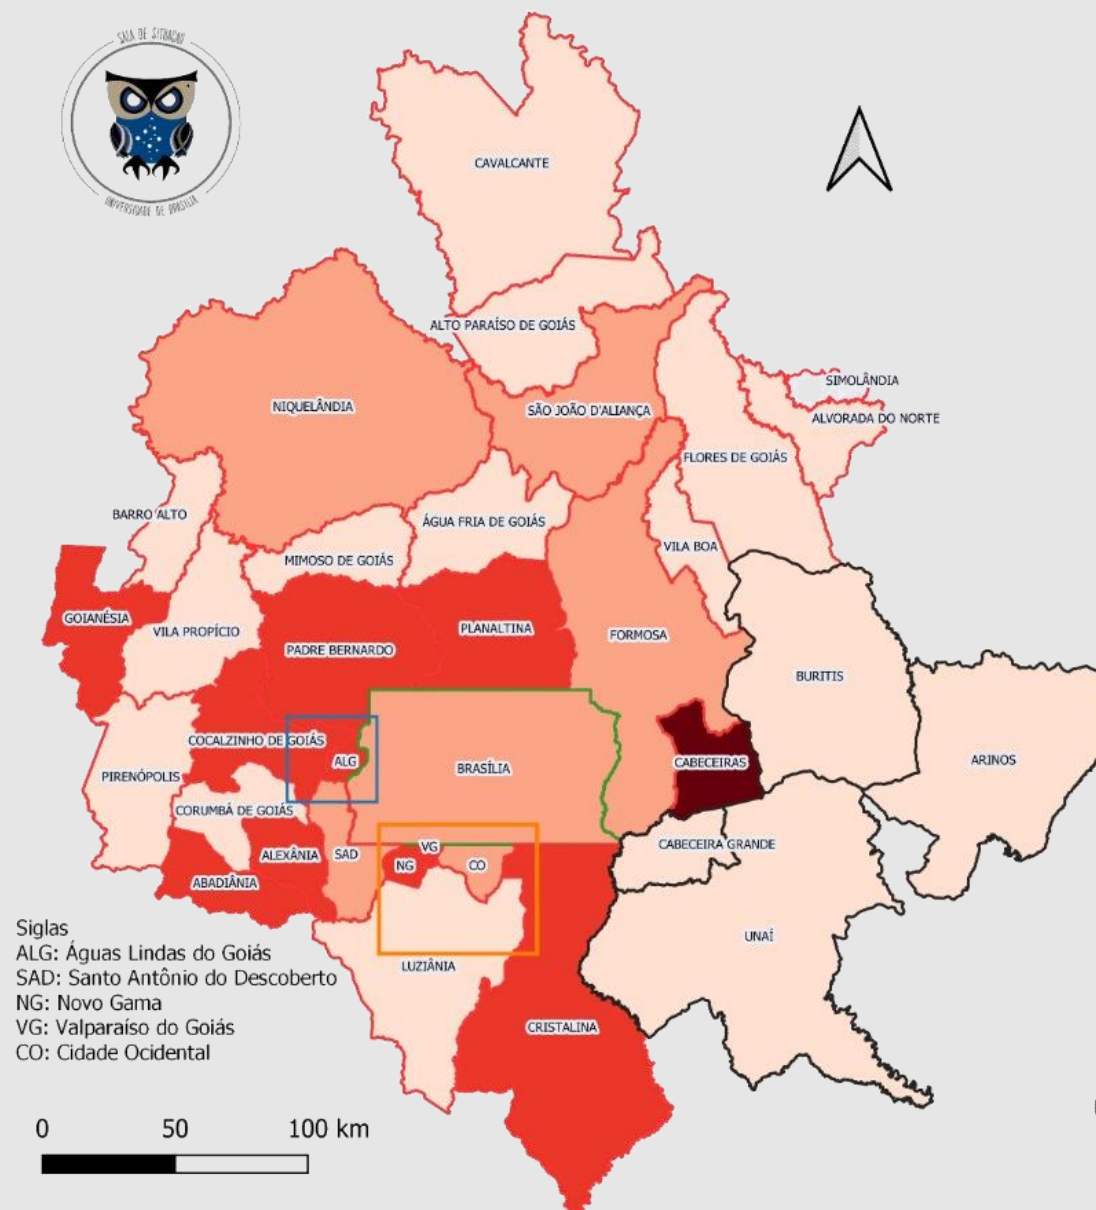 SALA DE SITUAÇÃO
UNIVERSIDADE DE BRASÍLIA
CAVALCANTE
ALTO PARAÍSO DE GOIÁS
SIMOLÂNDIA
NIQUELÂNDIA
SÃO JOÃO D'ALIANÇA
ALVORADA DO NORTE
FLORES DE GOIÁS
BARRO ALTO
ÁGUA FRIA DE GOIÁS
VILA BOA
MIMOSO DE GOIÁS
GOIANÉSIA
VILA PROPÍCIO
PLANALTINA
FORMOSA
PADRE BERNARDO
BURITIS
COCALZINHO DE GOIÁS
ALG
BRASÍLIA
CABECEIRAS
ARINOS
PIRENÓPOLIS
CORUMBÁ DE GOIÁS
CABECEIRA GRANDE
VG
ALEXÂNIA
SAD
NG
CO
ABADIÂNIA
UNAÍ
LUZIÂNIA
CRISTALINA
Siglas
ALG: Águas Lindas do Goiás
SAD: Santo Antônio do Descoberto
NG: Novo Gama
VG: Valparaíso do Goiás
CO: Cidade Ocidental
0 50 100 km